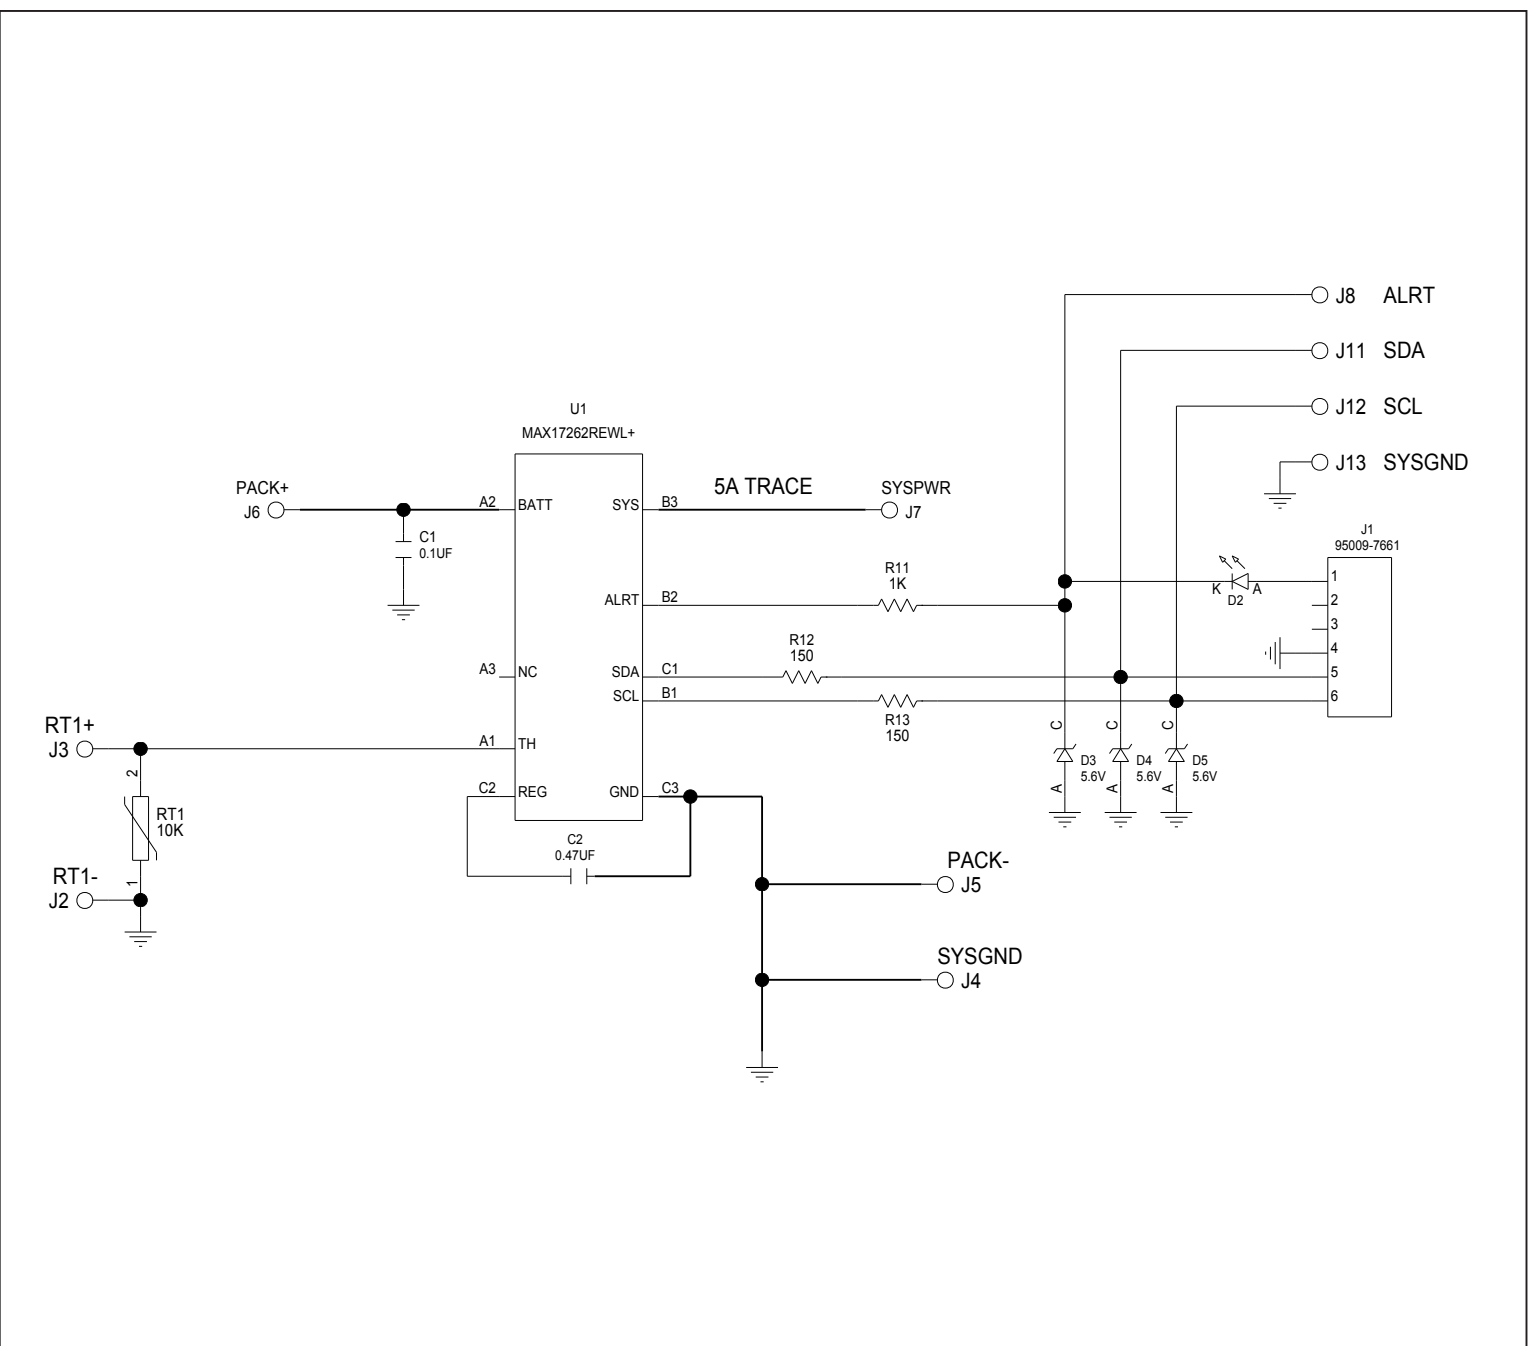 J8 ALRT
J11 SDA
J12 SCL
J13 SYSGND
U1
MAX17262REWL+
PACK+
J6
A2 BATT
SYS B3
5A TRACE
SYSPWR
J7
C1
0.1UF
J1
95009-7661
1
2
3
4
5
6
K
A
D2
R11
1K
ALRT B2
R12
150
A3 NC
SDA C1
SCL B1
R13
150
RT1+
J3
A1 TH
2
RT1
10K
1
RT1-
J2
C2 REG
GND C3
C2
0.47UF
C
D3
5.6V
A
C
D4
5.6V
A
C
D5
5.6V
A
PACK-
J5
SYSGND
J4